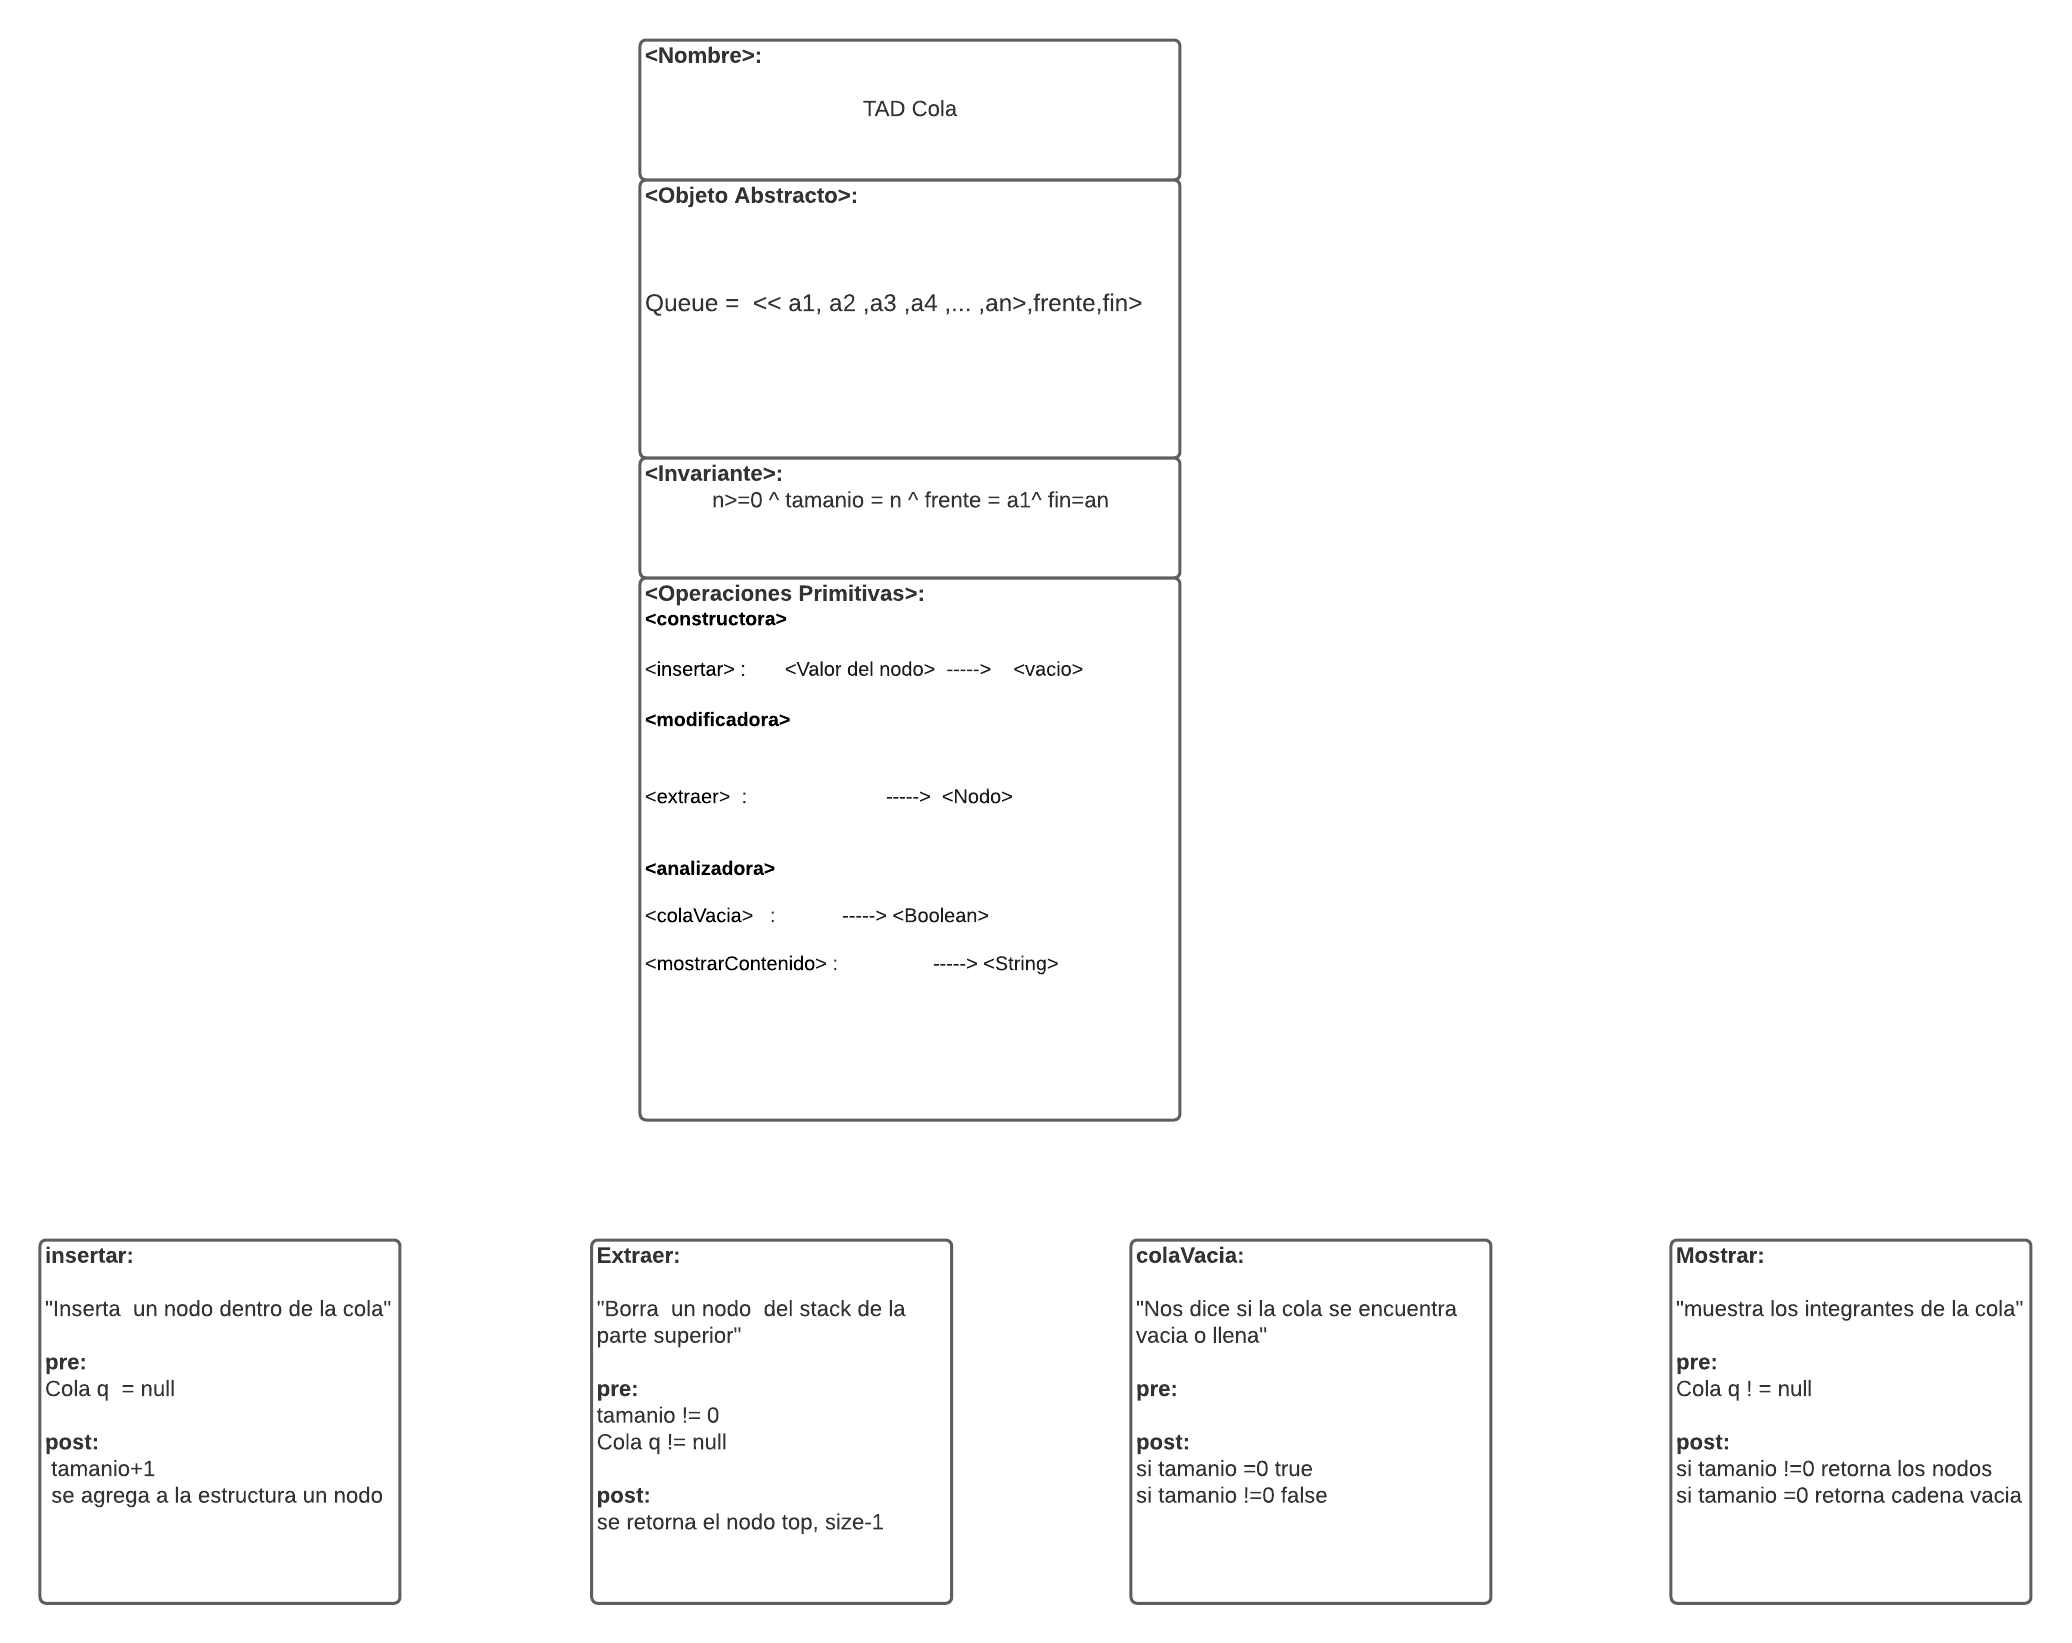 <Nombre>:
TAD Cola
<Objeto Abstracto>:
Queue =  << a1, a2 ,a3 ,a4 ,... ,an>,frente,fin>
<Invariante>:
n>=0 ^ tamanio = n ^ frente = a1^ fin=an
<Operaciones Primitivas>:
<constructora>
<insertar> :       <Valor del nodo>  ----->    <vacio>
<modificadora>
<extraer>  :                         ----->  <Nodo>
<analizadora>
<colaVacia>   :            -----> <Boolean>
<mostrarContenido> :                 -----> <String>
insertar:
"Inserta  un nodo dentro de la cola"
pre:
Cola q  = null
post:
tamanio+1
se agrega a la estructura un nodo
Extraer:
"Borra  un nodo  del stack de la
parte superior"
pre:
tamanio != 0
Cola q != null
post:
se retorna el nodo top, size-1
colaVacia:
"Nos dice si la cola se encuentra
vacia o llena"
pre:
post:
si tamanio =0 true
si tamanio !=0 false
Mostrar:
"muestra los integrantes de la cola"
pre:
Cola q ! = null
post:
si tamanio !=0 retorna los nodos
si tamanio =0 retorna cadena vacia